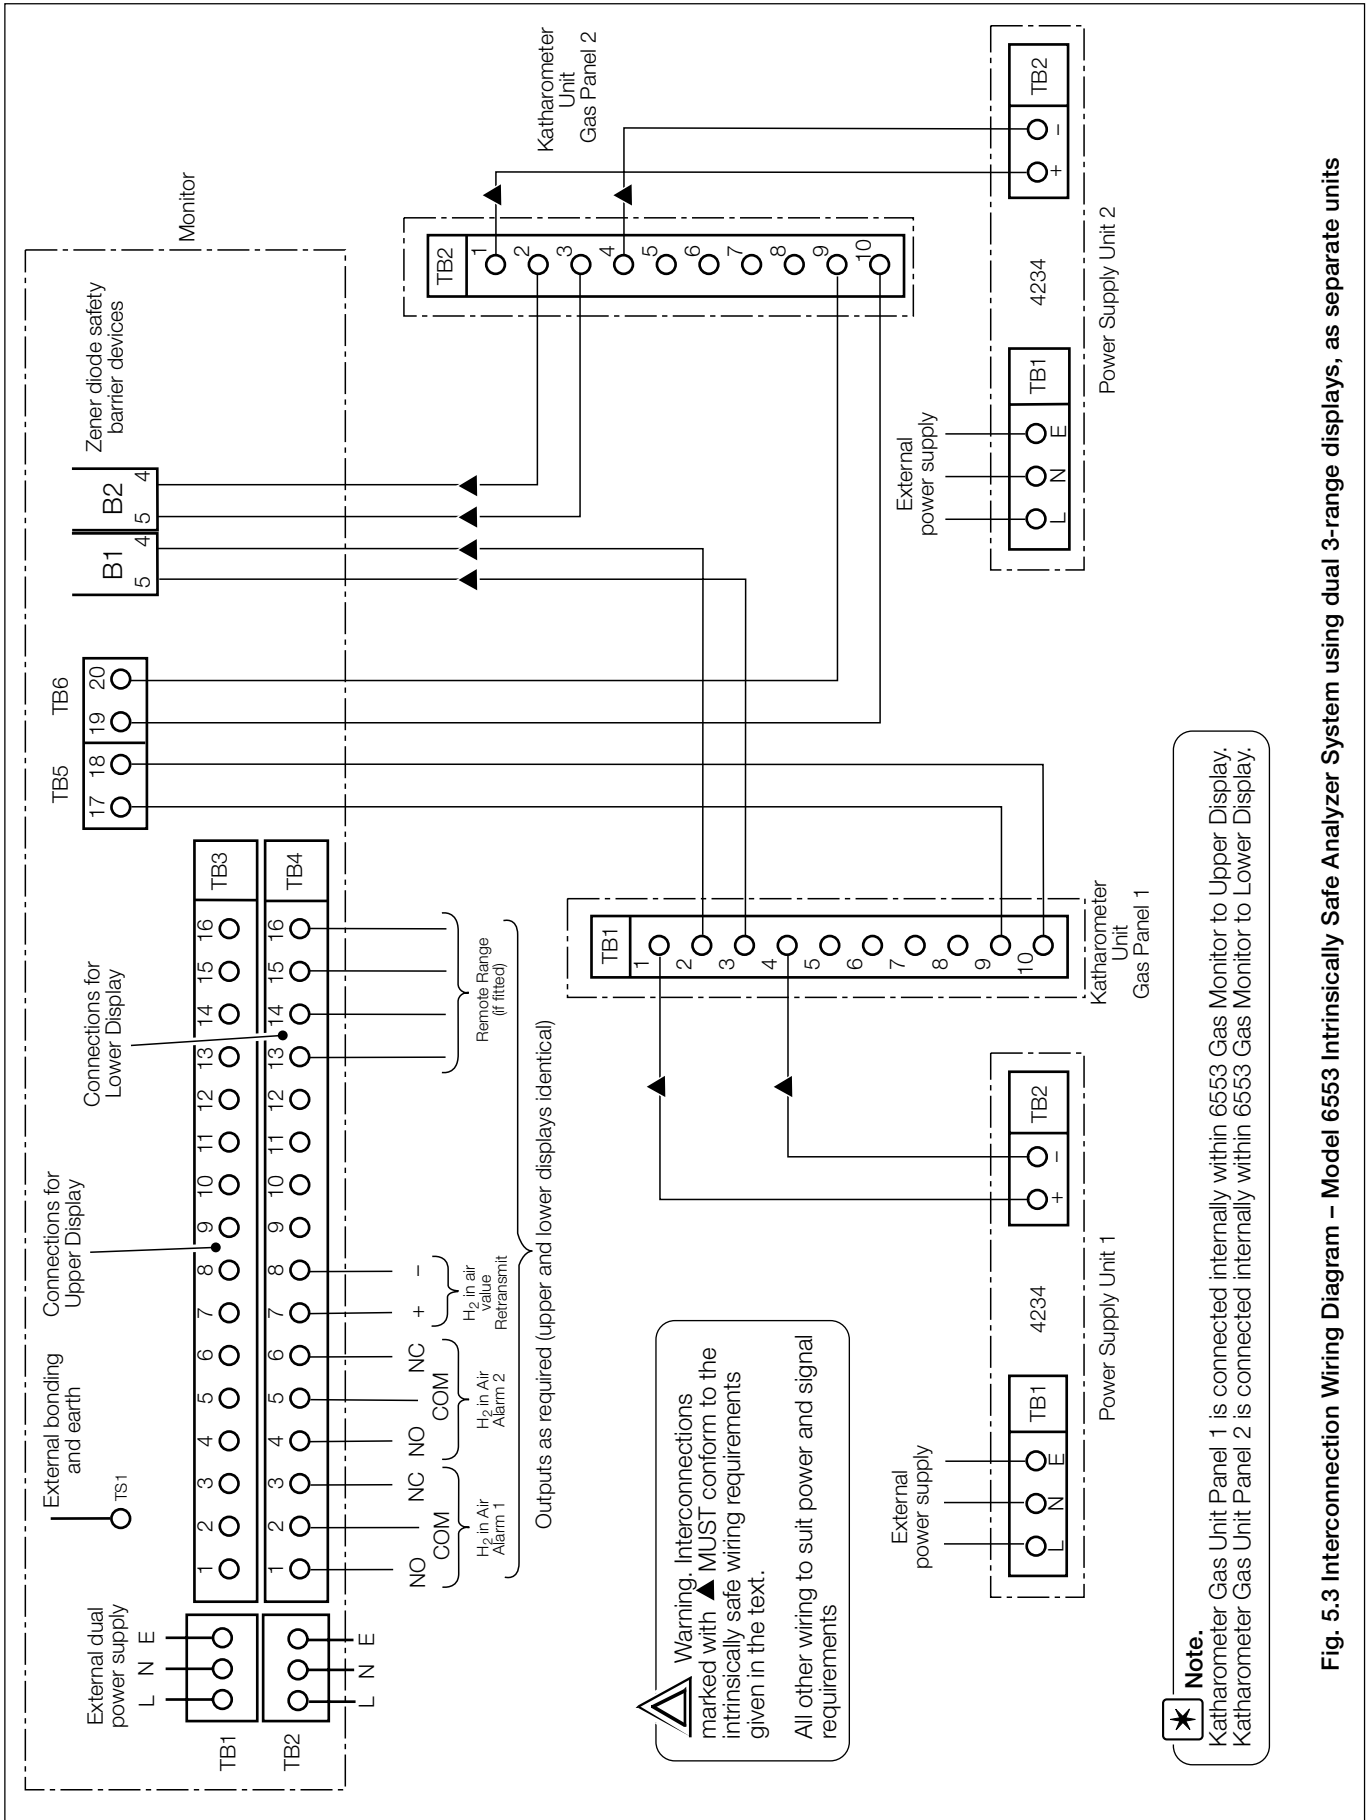 Monitor
External dual
power supply
L N E
TB1
TB2
L N E
External bonding
and earth
TS1
Connections for
Upper Display
Connections for
Lower Display
1 2 3 4 5 6 7 8 9 10 11 12 13 14 15 16
TB3
1 2 3 4 5 6 7 8 9 10 11 12 13 14 15 16
TB4
TB5
17 18
TB6
19 20
B1
5 4
B2
5 4
Zener diode safety
barrier devices
NO COM NC
H2 in Air
Alarm 1
NO COM NC
H2 in Air
Alarm 2
+ –
H2 in air
value
Retransmit
Remote Range
(if fitted)
Outputs as required (upper and lower displays identical)
TB1
1
2
3
4
5
6
7
8
9
10
Katharometer
Unit
Gas Panel 1
TB2
1
2
3
4
5
6
7
8
9
10
Katharometer
Unit
Gas Panel 2
Warning. Interconnections
marked with ▲ MUST conform to the
intrinsically safe wiring requirements
given in the text.
All other wiring to suit power and signal
requirements
External
power supply
L N E
TB1
4234
+ –
TB2
Power Supply Unit 1
External
power supply
L N E
TB1
4234
+ –
TB2
Power Supply Unit 2
Note.
Katharometer Gas Unit Panel 1 is connected internally within 6553 Gas Monitor to Upper Display.
Katharometer Gas Unit Panel 2 is connected internally within 6553 Gas Monitor to Lower Display.
Fig. 5.3 Interconnection Wiring Diagram – Model 6553 Intrinsically Safe Analyzer System using dual 3-range displays, as separate units